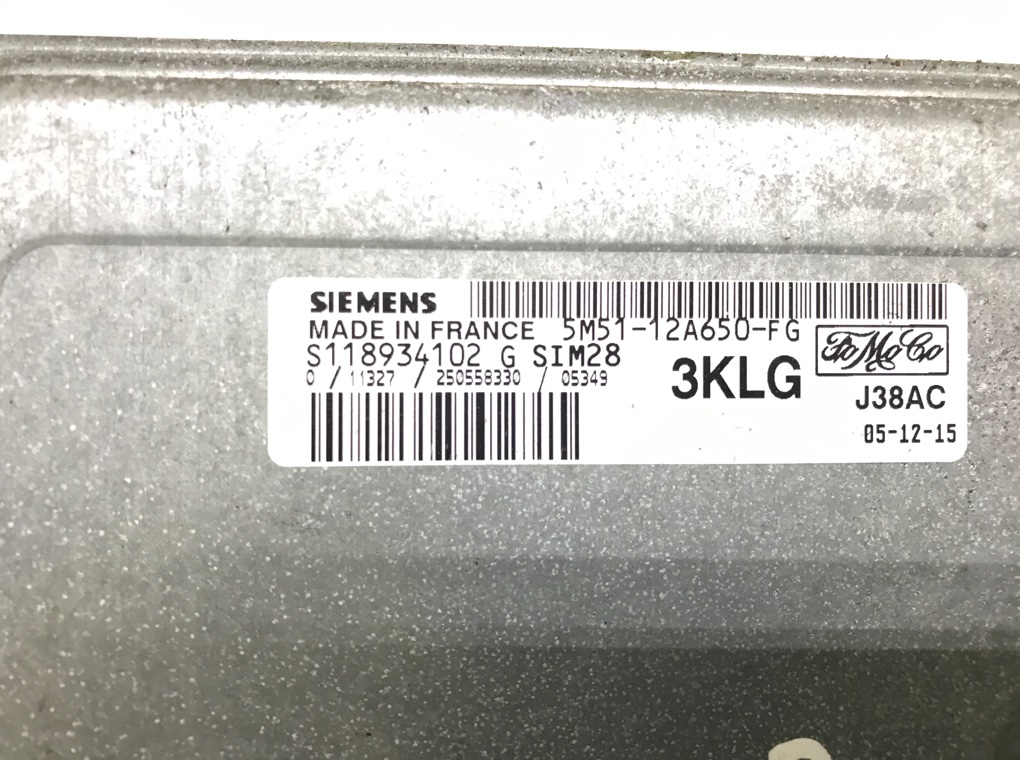 SIEMENS
MADE IN FRANCE 5M51-12A650-FG
S118934102 G SIM28
0 / 11327 / 250558330 / 05349
3KLG
FoMoCo
J38AC
05-12-15